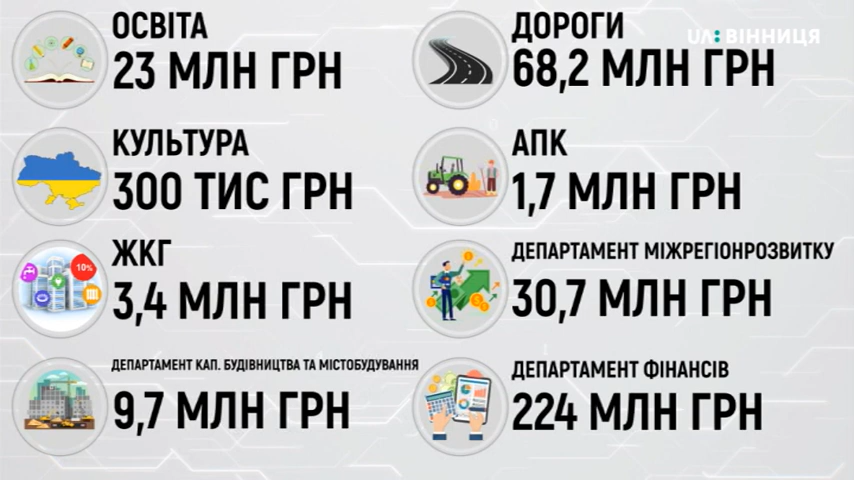 ОСВІТА
23 МЛН ГРН
ДОРОГИ
68,2 МЛН ГРН
UA: ВІННИЦЯ
КУЛЬТУРА
300 ТИС ГРН
АПК
1,7 МЛН ГРН
ЖКГ
3,4 МЛН ГРН
10%
ДЕПАРТАМЕНТ МІЖРЕГІОНРОЗВИТКУ
30,7 МЛН ГРН
ДЕПАРТАМЕНТ КАП. БУДІВНИЦТВА ТА МІСТОБУДУВАННЯ
9,7 МЛН ГРН
ДЕПАРТАМЕНТ ФІНАНСІВ
224 МЛН ГРН